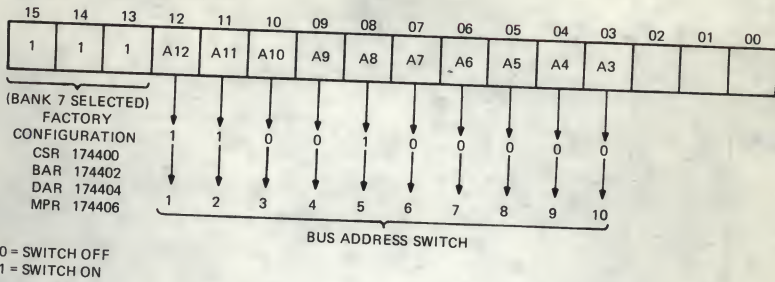 15 14 13 12 11 10 09 08 07 06 05 04 03 02 01 00
1 1 1 A12 A11 A10 A9 A8 A7 A6 A5 A4 A3
(BANK 7 SELECTED)
FACTORY
CONFIGURATION 1 1 0 0 1 0 0 0 0 0
CSR 174400
BAR 174402
DAR 174404
MPR 174406 1 2 3 4 5 6 7 8 9 10
BUS ADDRESS SWITCH
0 = SWITCH OFF
1 = SWITCH ON